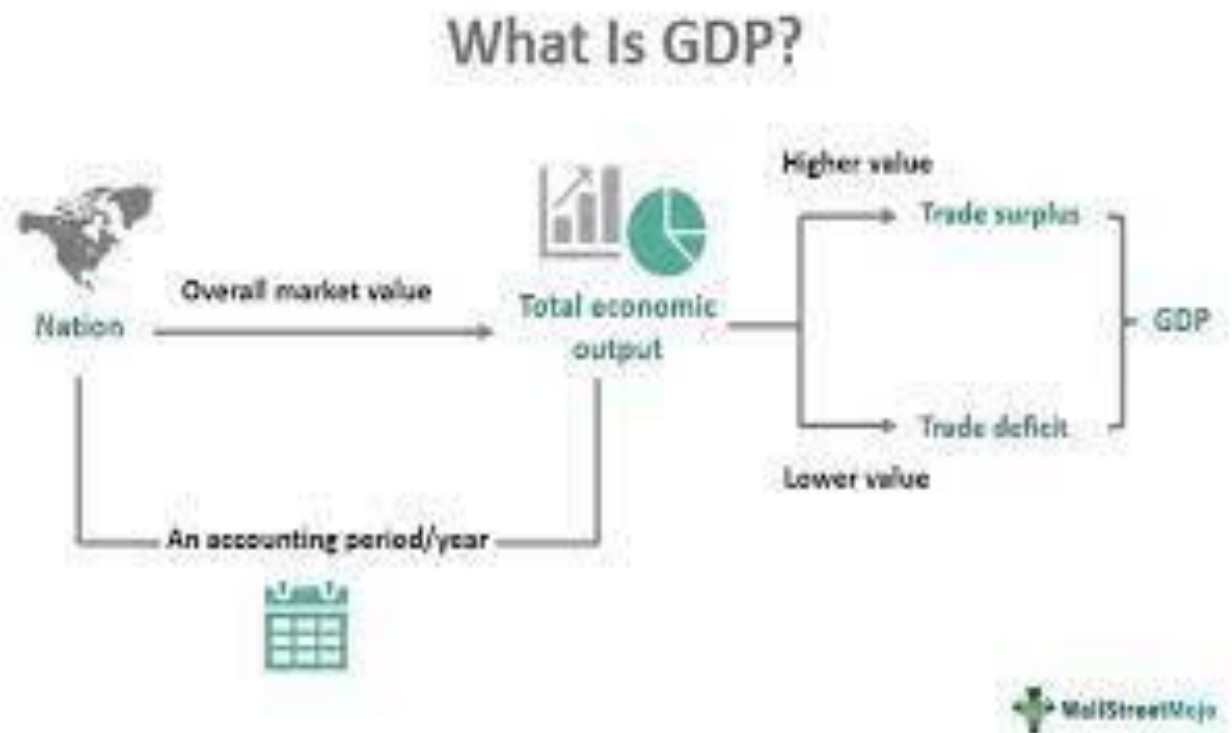 What Is GDP?
Higher value
Trade surplus
Overall market value
Nation
Total economic
output
GDP
Trade deficit
Lower value
An accounting period/year
WallStreetMojo